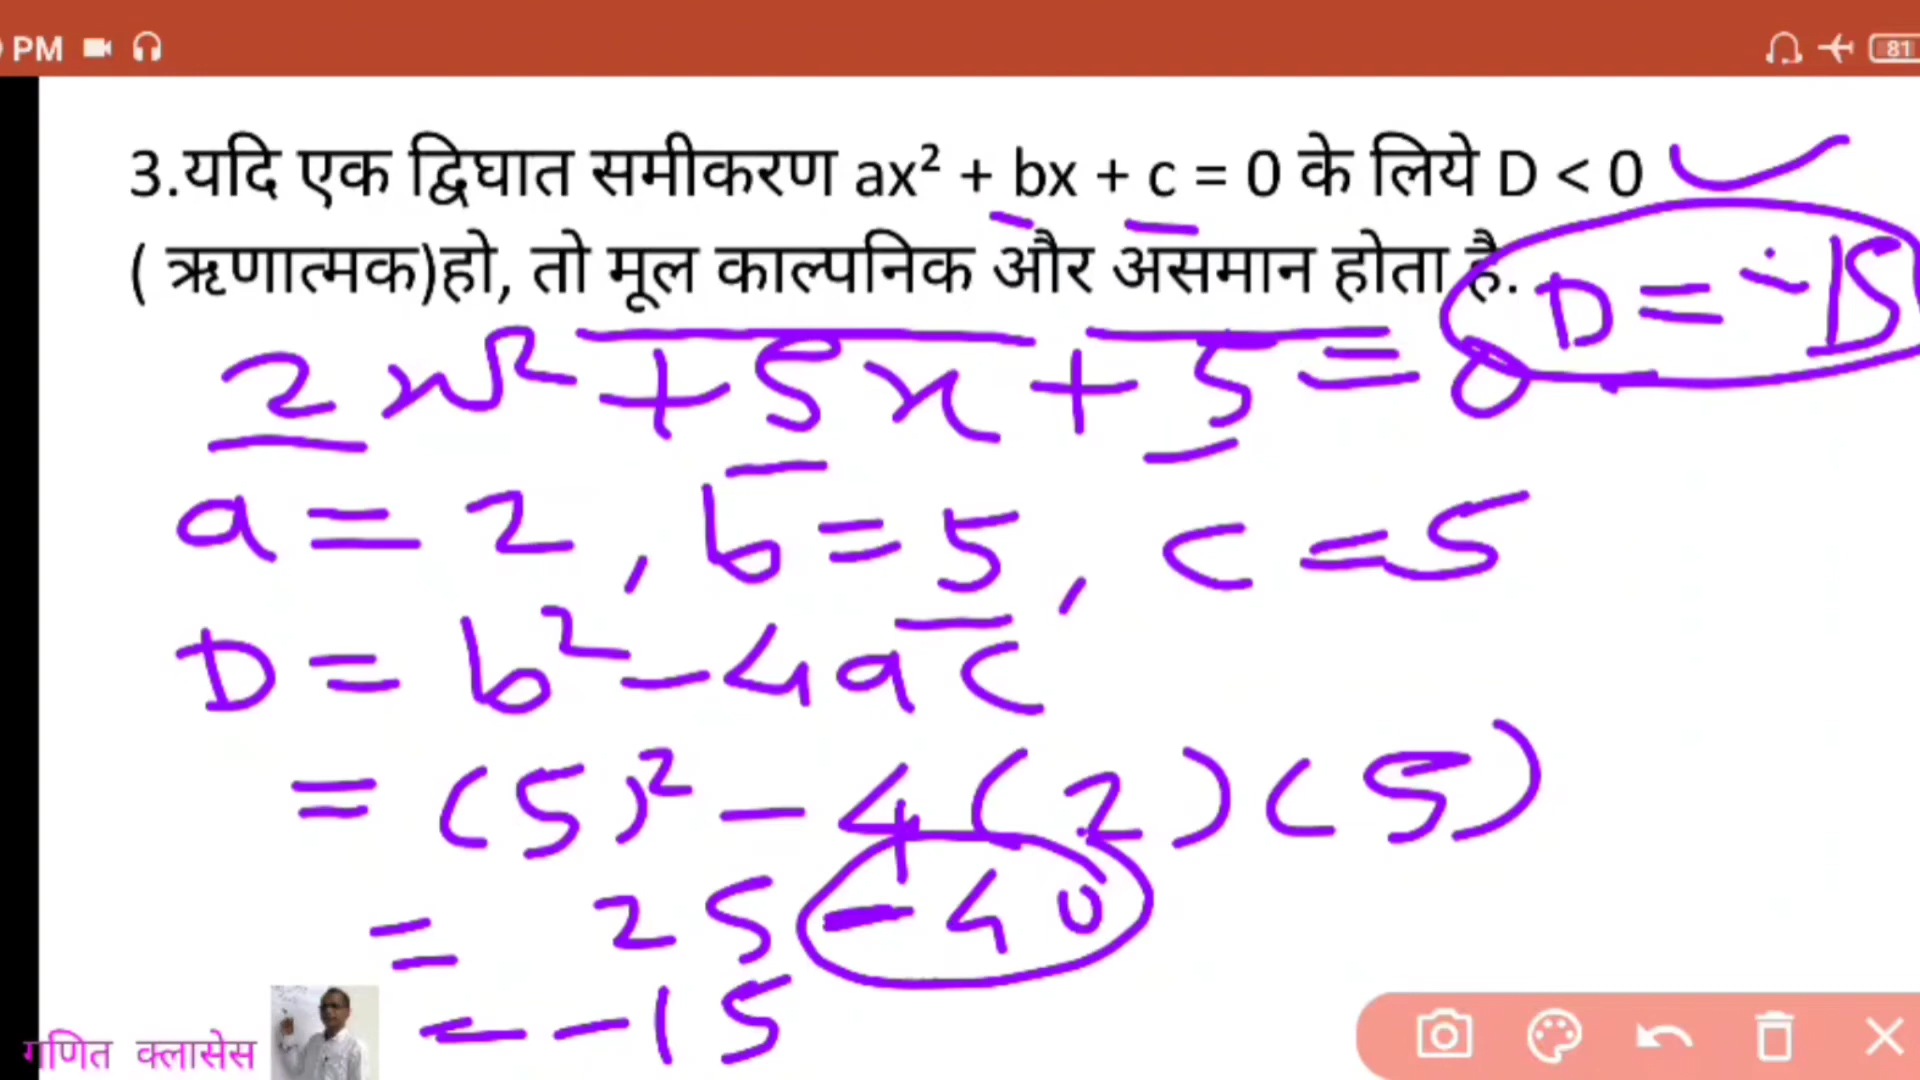 PM
81
3.यदि एक द्विघात समीकरण ax² + bx + c = 0 के लिये D < 0
( ऋणात्मक)हो, तो मूल काल्पनिक और असमान होता है.
D = -15
2x² + 5x + 5 = 0
a = 2, b = 5, c = 5
D = b² - 4ac
= (5)² - 4(2)(5)
= 25 - 40
= -15
गणित क्लासेस